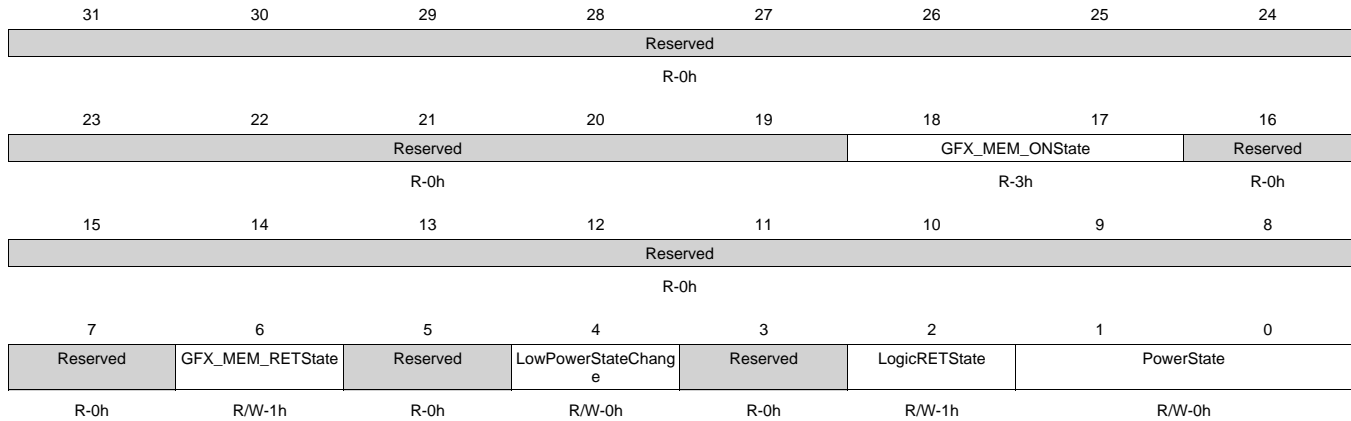 31 30 29 28 27 26 25 24
Reserved
R-0h
23 22 21 20 19 18 17 16
Reserved GFX_MEM_ONState Reserved
R-0h R-3h R-0h
15 14 13 12 11 10 9 8
Reserved
R-0h
7 6 5 4 3 2 1 0
Reserved GFX_MEM_RETState Reserved LowPowerStateChang Reserved LogicRETState PowerState
e
R-0h R/W-1h R-0h R/W-0h R-0h R/W-1h R/W-0h